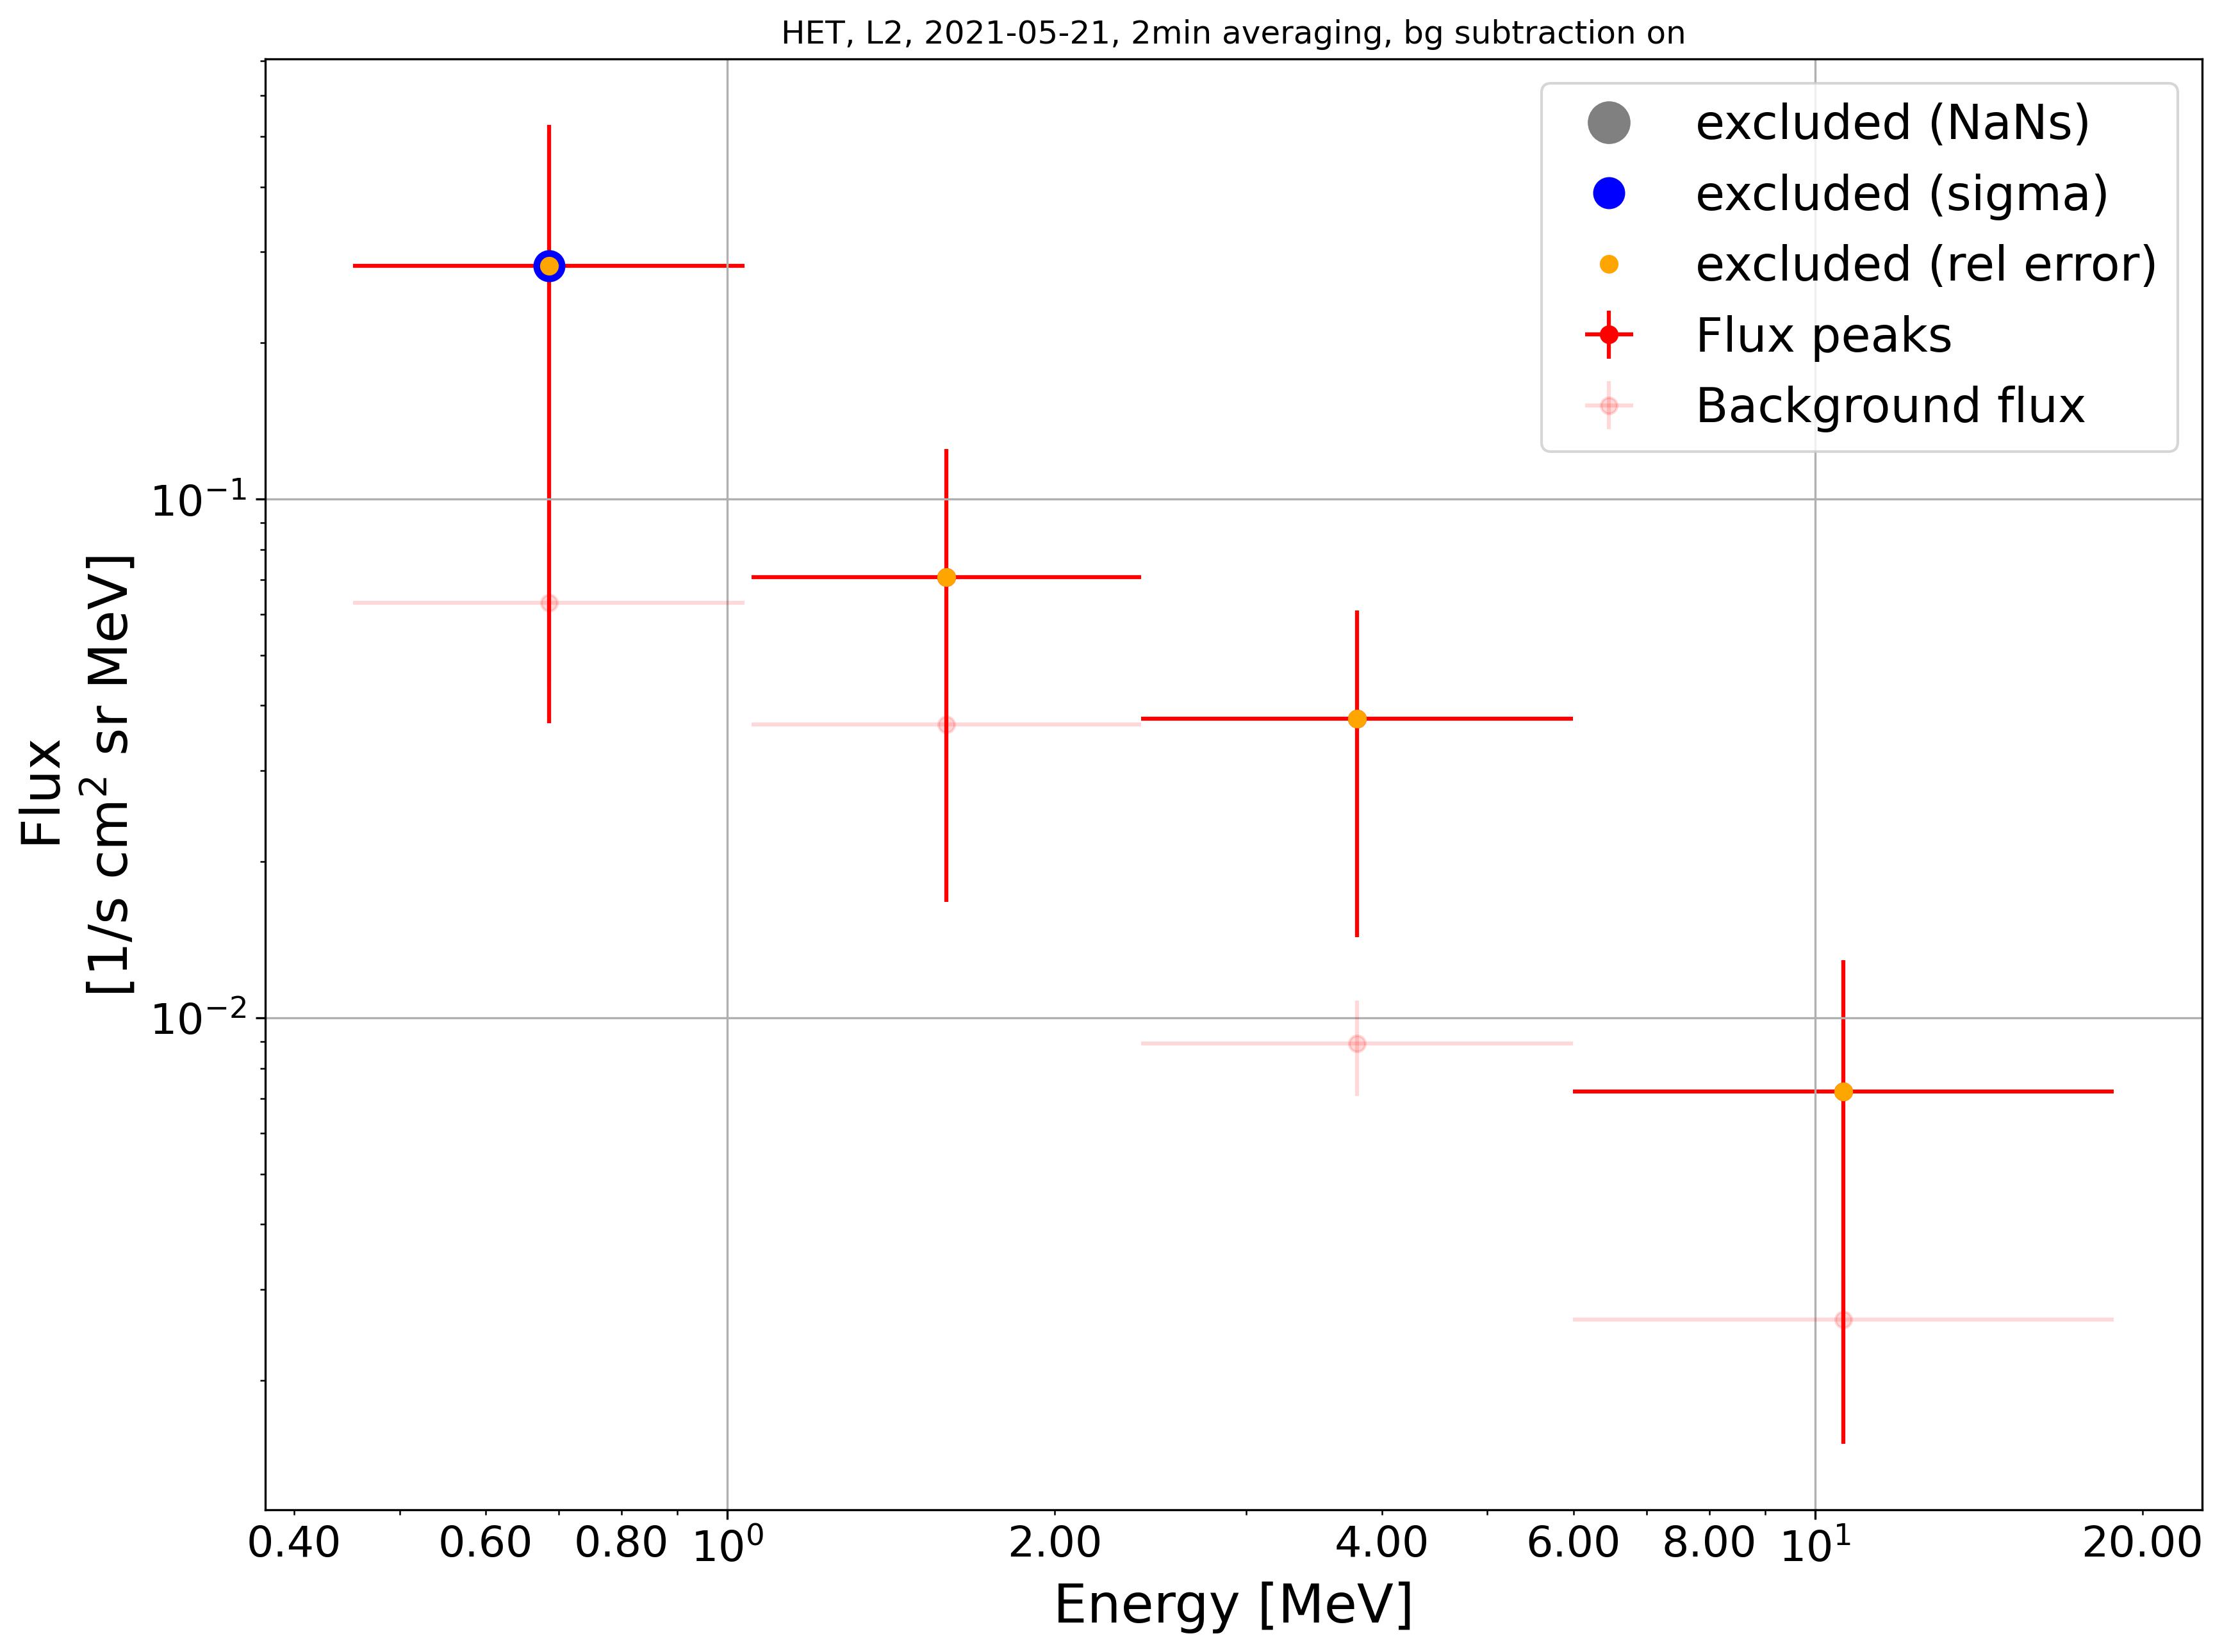 HET, L2, 2021-05-21, 2min averaging, bg subtraction on
excluded (NaNs)
excluded (sigma)
excluded (rel error)
Flux peaks
Background flux
10⁻¹
10⁻²
Flux
[1/s cm² sr MeV]
0.40 0.60 0.80 10⁰ 2.00 4.00 6.00 8.00 10¹ 20.00
Energy [MeV]